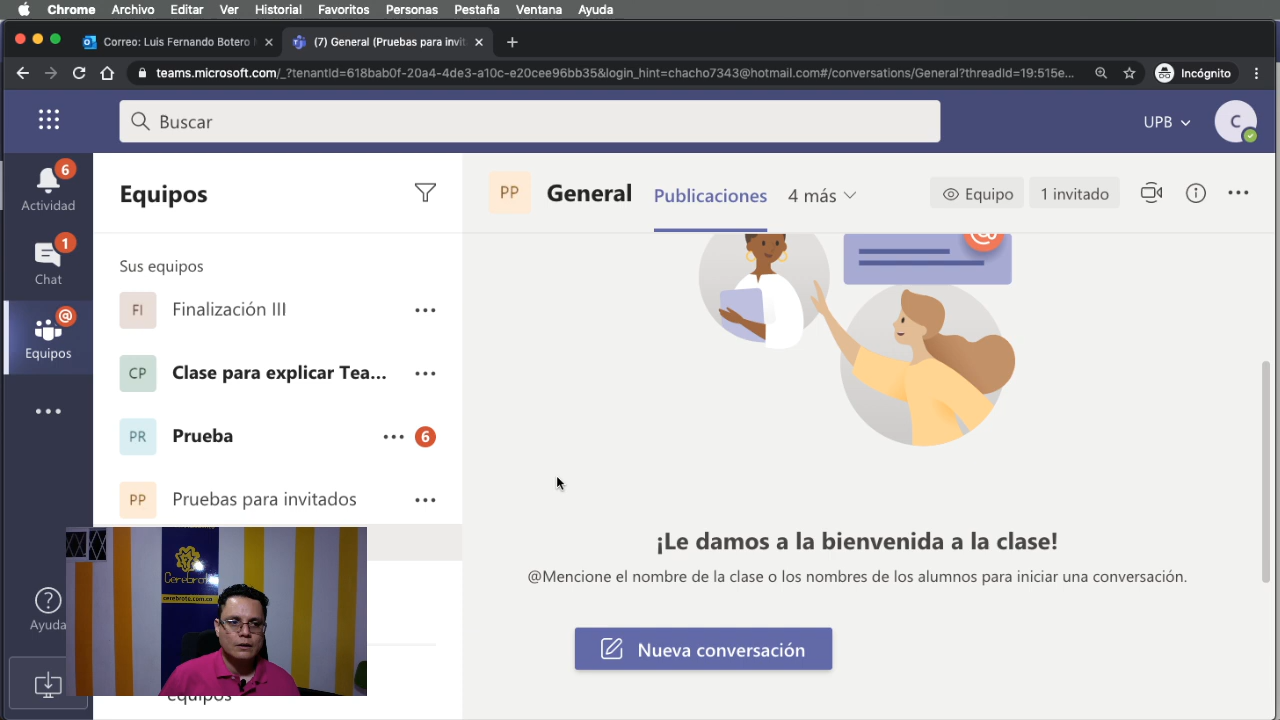 Chrome Archivo Editar Ver Historial Favoritos Personas Pestaña Ventana Ayuda
Correo: Luis Fernando Botero
(7) General (Pruebas para invit
teams.microsoft.com/_?tenantId=618bab0f-20a4-4de3-a10c-e20cee96bb35&login_hint=chacho7343@hotmail.com#/conversations/General?threadId=19:515e...
Incógnito
Buscar
UPB
C
6
Actividad
1
Chat
@
Equipos
Ayuda
Equipos
Sus equipos
FI Finalización III
CP Clase para explicar Tea...
PR Prueba 6
PP Pruebas para invitados
equipos
PP General Publicaciones 4 más
Equipo 1 invitado
@
¡Le damos a la bienvenida a la clase!
@Mencione el nombre de la clase o los nombres de los alumnos para iniciar una conversación.
Nueva conversación
Cerebrote
cerebrote.com.co